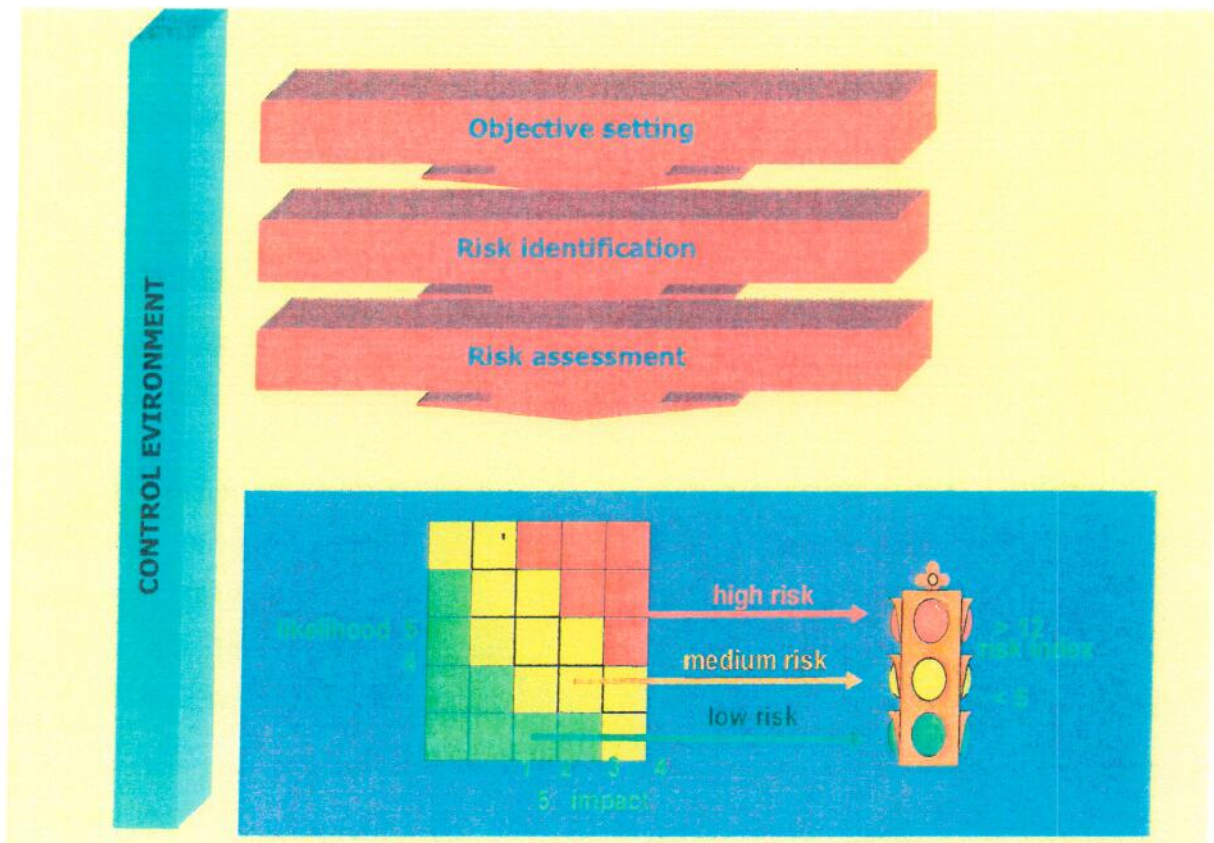 CONTROL EVIRONMENT
Objective setting
Risk identification
Risk assessment
high risk
likelihood 5
4
> 12
risk index
medium risk
low risk
1 2 3 4
5 impact